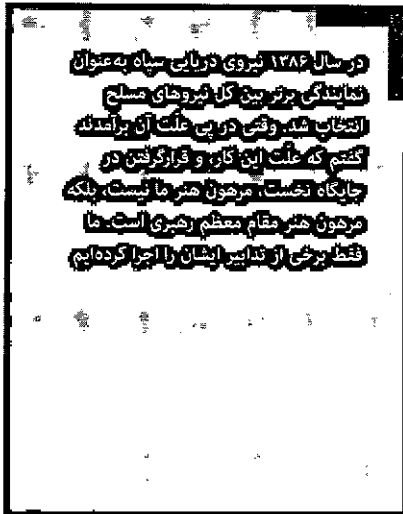 در سال ۱۳۸۶ نیروی دریایی سپاه به‌عنوان
نمایندگی برتر بین کل نیروهای مسلح
انتخاب شد. وقتی در پی علّت آن برآمدند
گفتم که علّت این کار، و قرارگرفتن در
جایگاه نخست، مرهون هنر ما نیست، بلکه
مرهون هنر مقام معظم رهبری است. ما
فقط برخی از تدابیر ایشان را اجرا کرده‌ایم